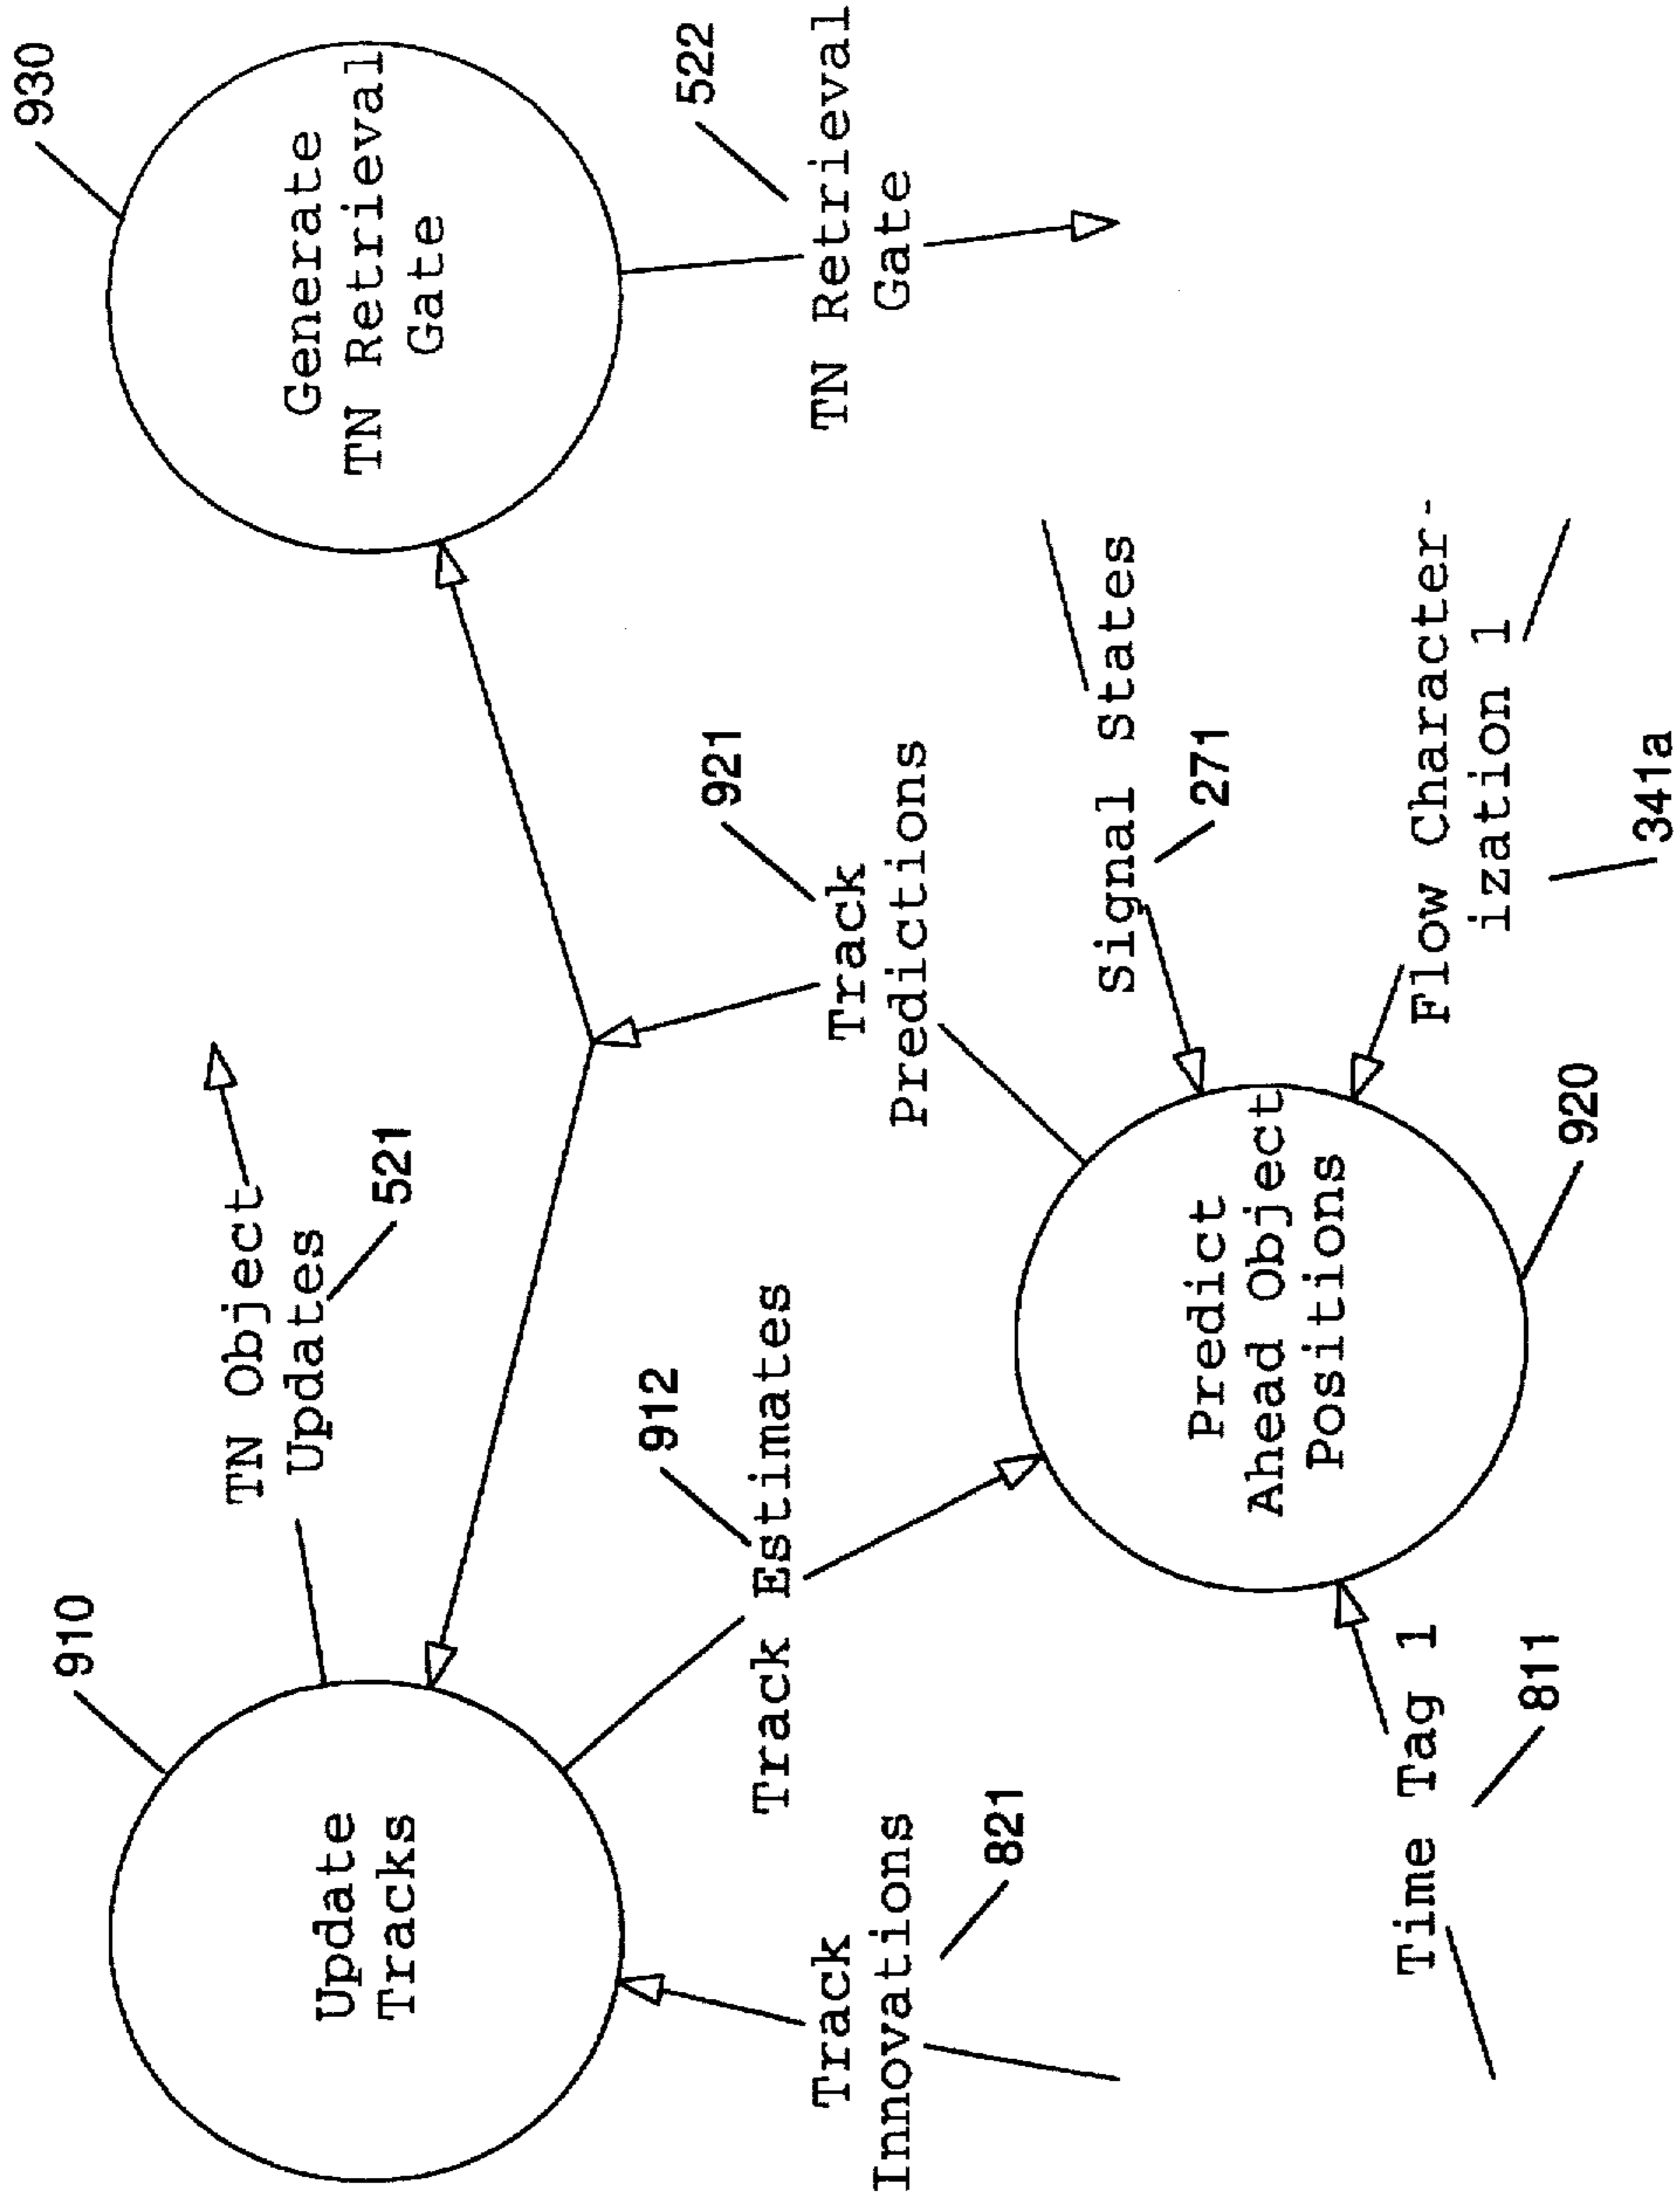 910
Update
Tracks
TN Object
Updates
521
930
Generate
TN Retrieval
Gate
Track
Innovations
821
Track Estimates
912
Track
Predictions
921
TN Retrieval
Gate
522
Predict
Ahead Object
Positions
920
Signal States
271
Time Tag 1
811
Flow Character-
ization 1
341a